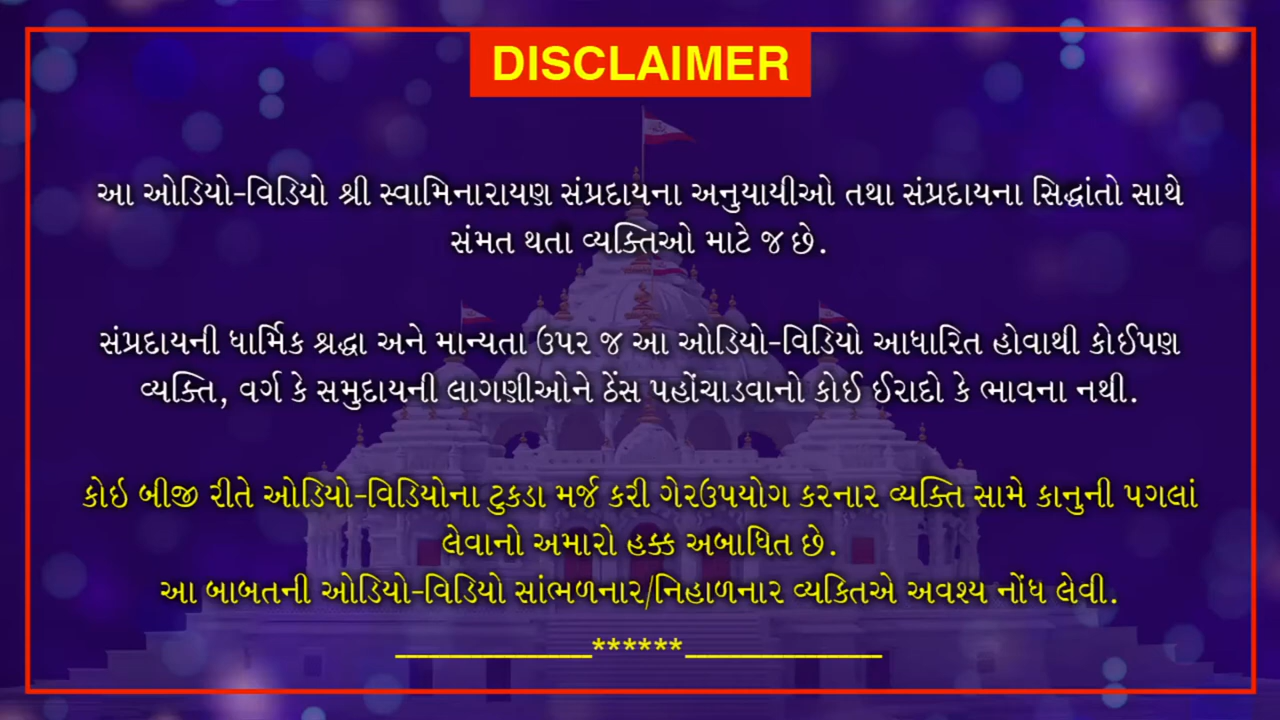 DISCLAIMER
આ ઓડિયો-વિડિયો શ્રી સ્વામિનારાયણ સંપ્રદાયના અનુયાયીઓ તથા સંપ્રદાયના સિદ્ધાંતો સાથે
સંમત થતા વ્યક્તિઓ માટે જ છે.
સંપ્રદાયની ધાર્મિક શ્રદ્ધા અને માન્યતા ઉપર જ આ ઓડિયો-વિડિયો આધારિત હોવાથી કોઈપણ
વ્યક્તિ, વર્ગ કે સમુદાયની લાગણીઓને ઠેંસ પહોંચાડવાનો કોઈ ઈરાદો કે ભાવના નથી.
કોઇ બીજી રીતે ઓડિયો-વિડિયોના ટુકડા મર્જ કરી ગેરઉપયોગ કરનાર વ્યક્તિ સામે કાનુની પગલાં
લેવાનો અમારો હક્ક અબાધિત છે.
આ બાબતની ઓડિયો-વિડિયો સાંભળનાર/નિહાળનાર વ્યકિતએ અવશ્ય નોંધ લેવી.
__________________******__________________